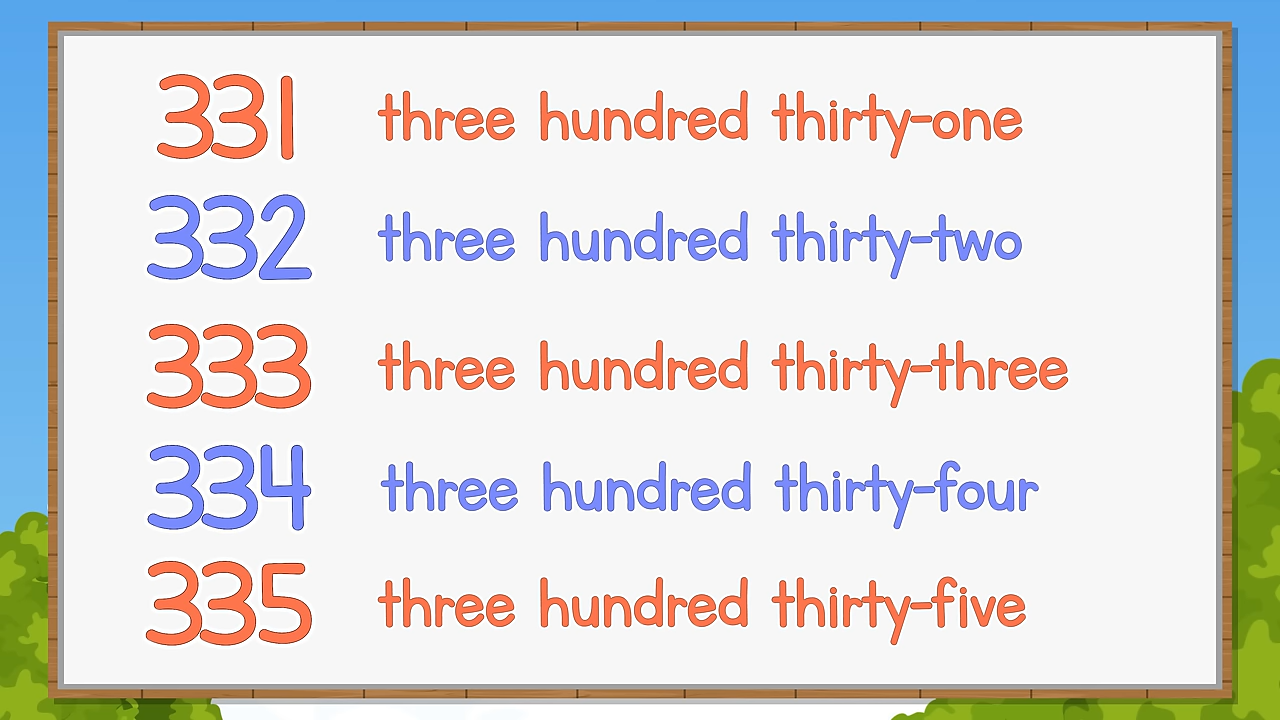 331 three hundred thirty-one
332 three hundred thirty-two
333 three hundred thirty-three
334 three hundred thirty-four
335 three hundred thirty-five